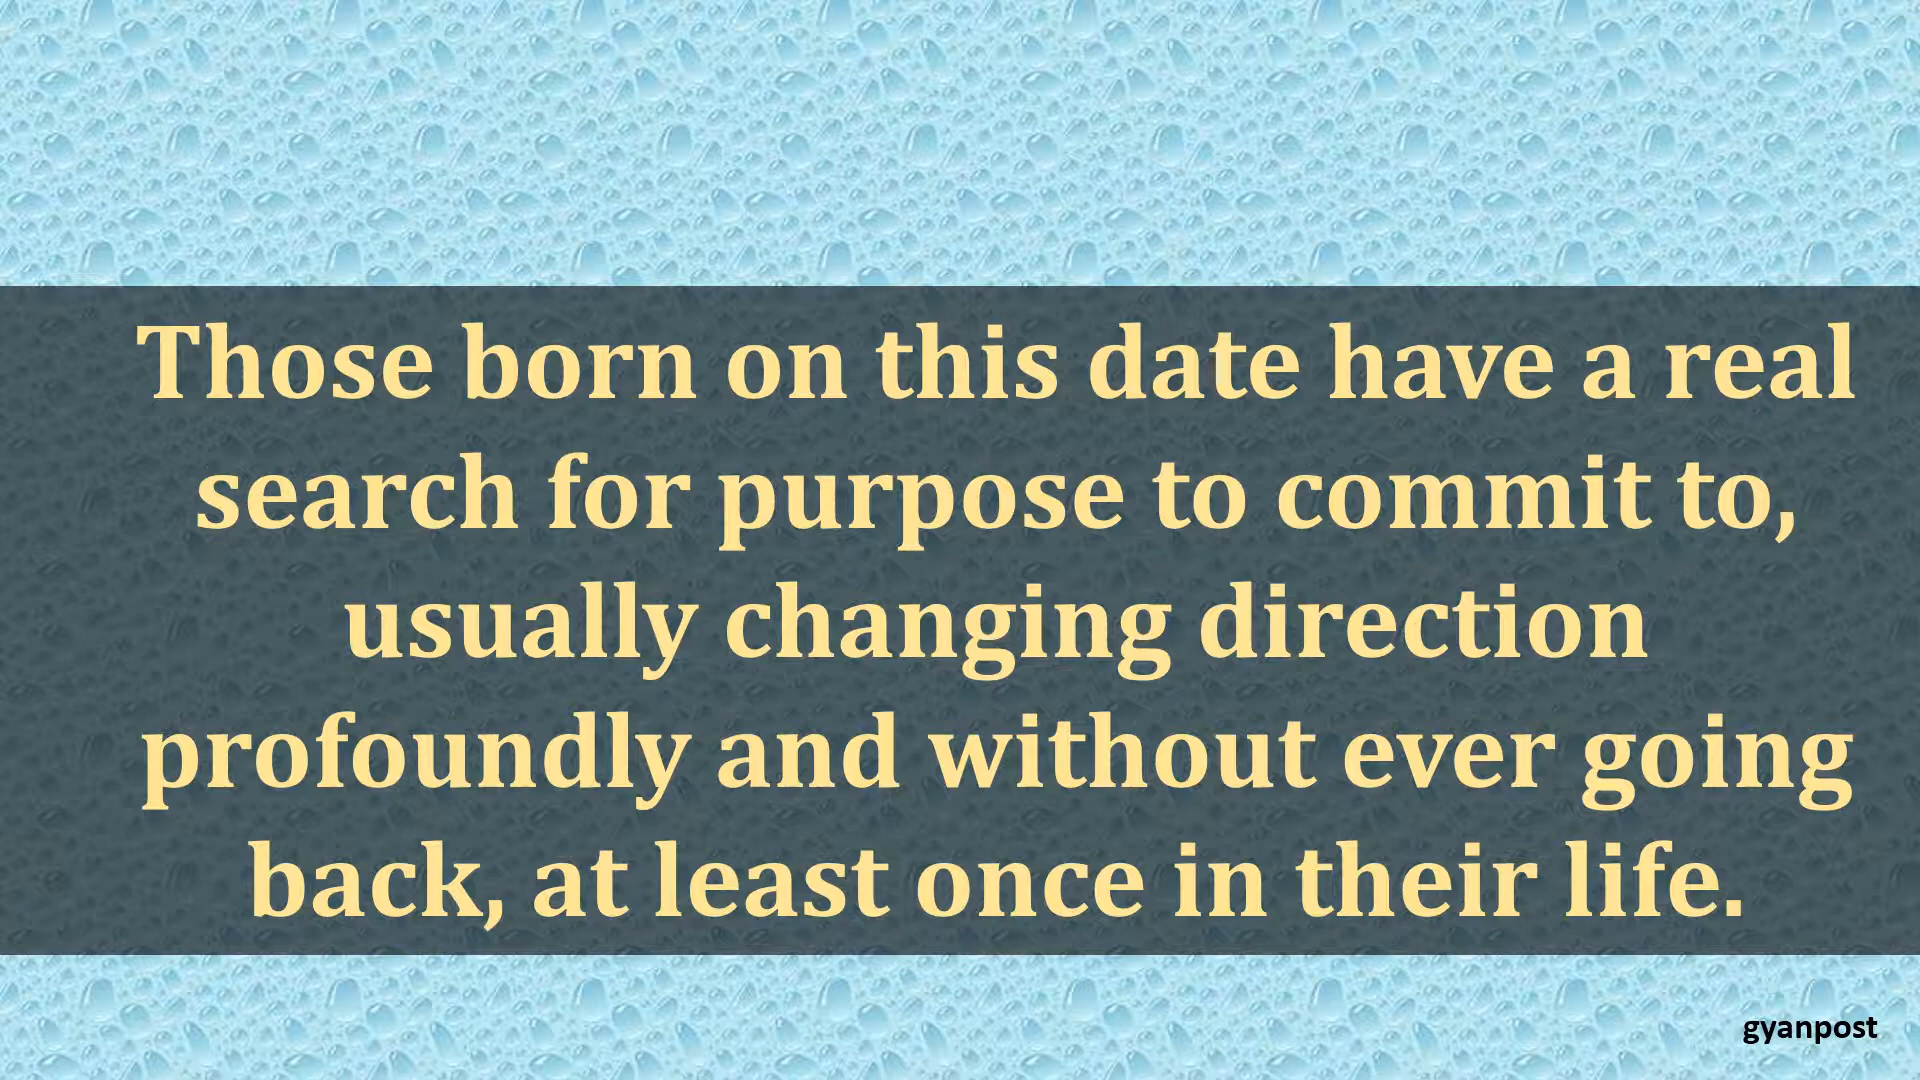 Those born on this date have a real
search for purpose to commit to,
usually changing direction
profoundly and without ever going
back, at least once in their life.
gyanpost